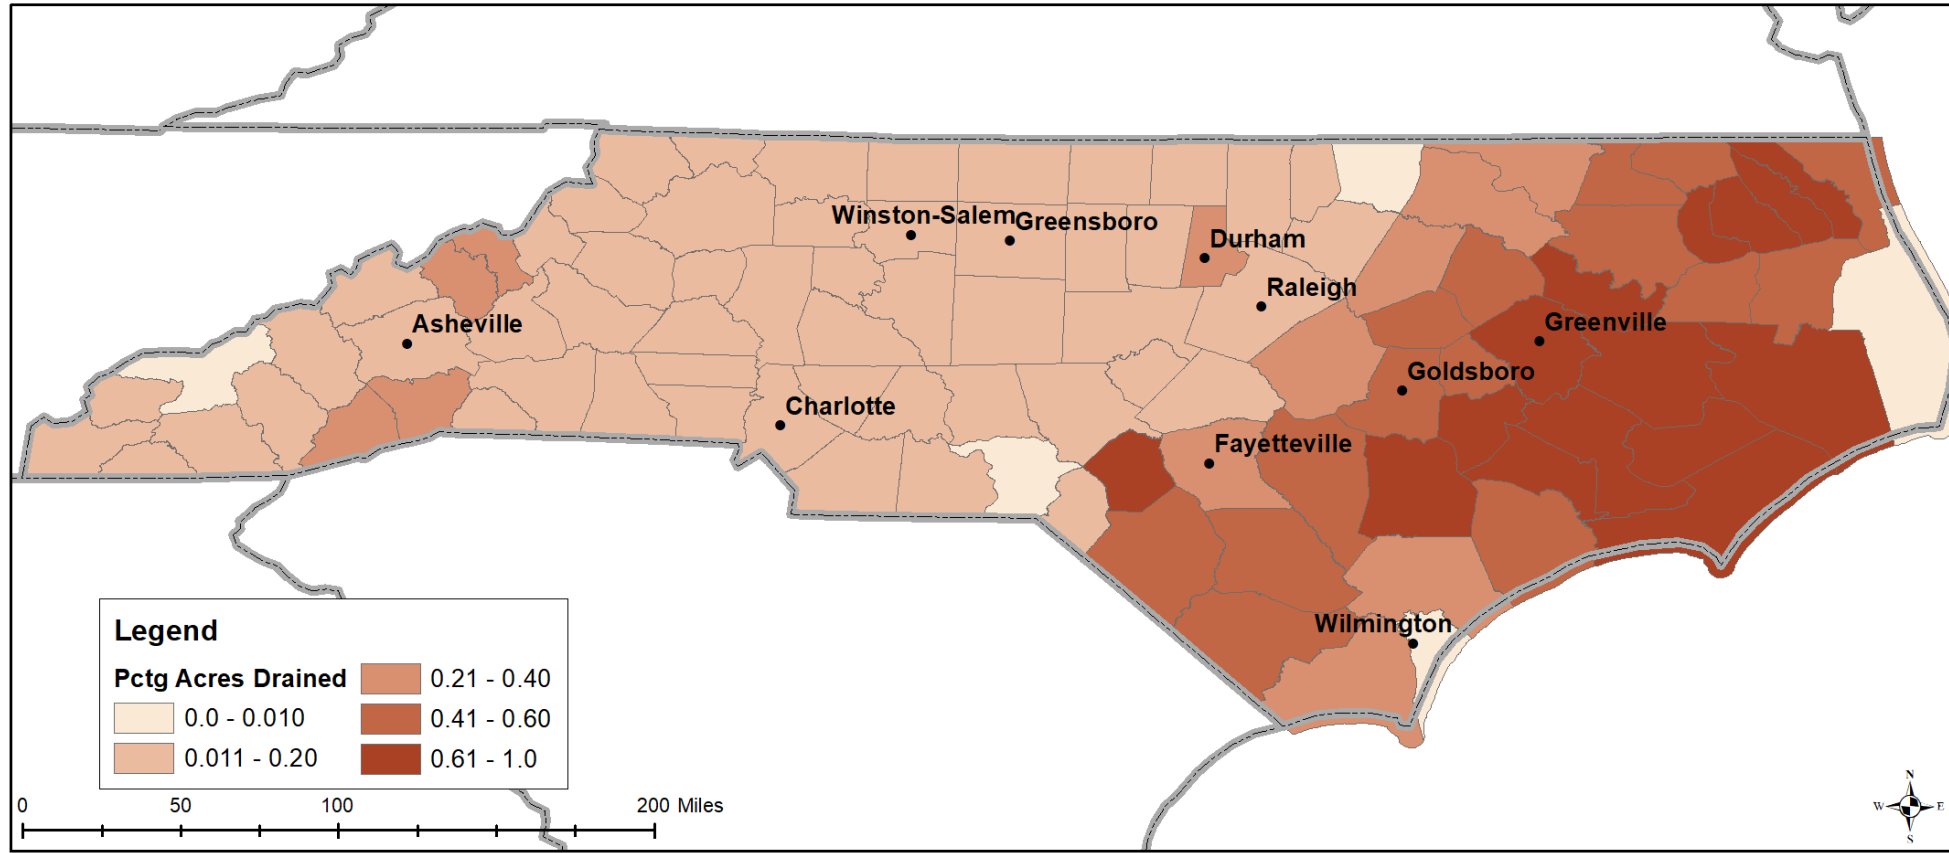 Winston-Salem
Greensboro
Durham
Raleigh
Asheville
Greenville
Goldsboro
Charlotte
Fayetteville
Wilmington
Legend
Pctg Acres Drained
0.0 - 0.010
0.011 - 0.20
0.21 - 0.40
0.41 - 0.60
0.61 - 1.0
0 50 100 200 Miles
N
W E
S